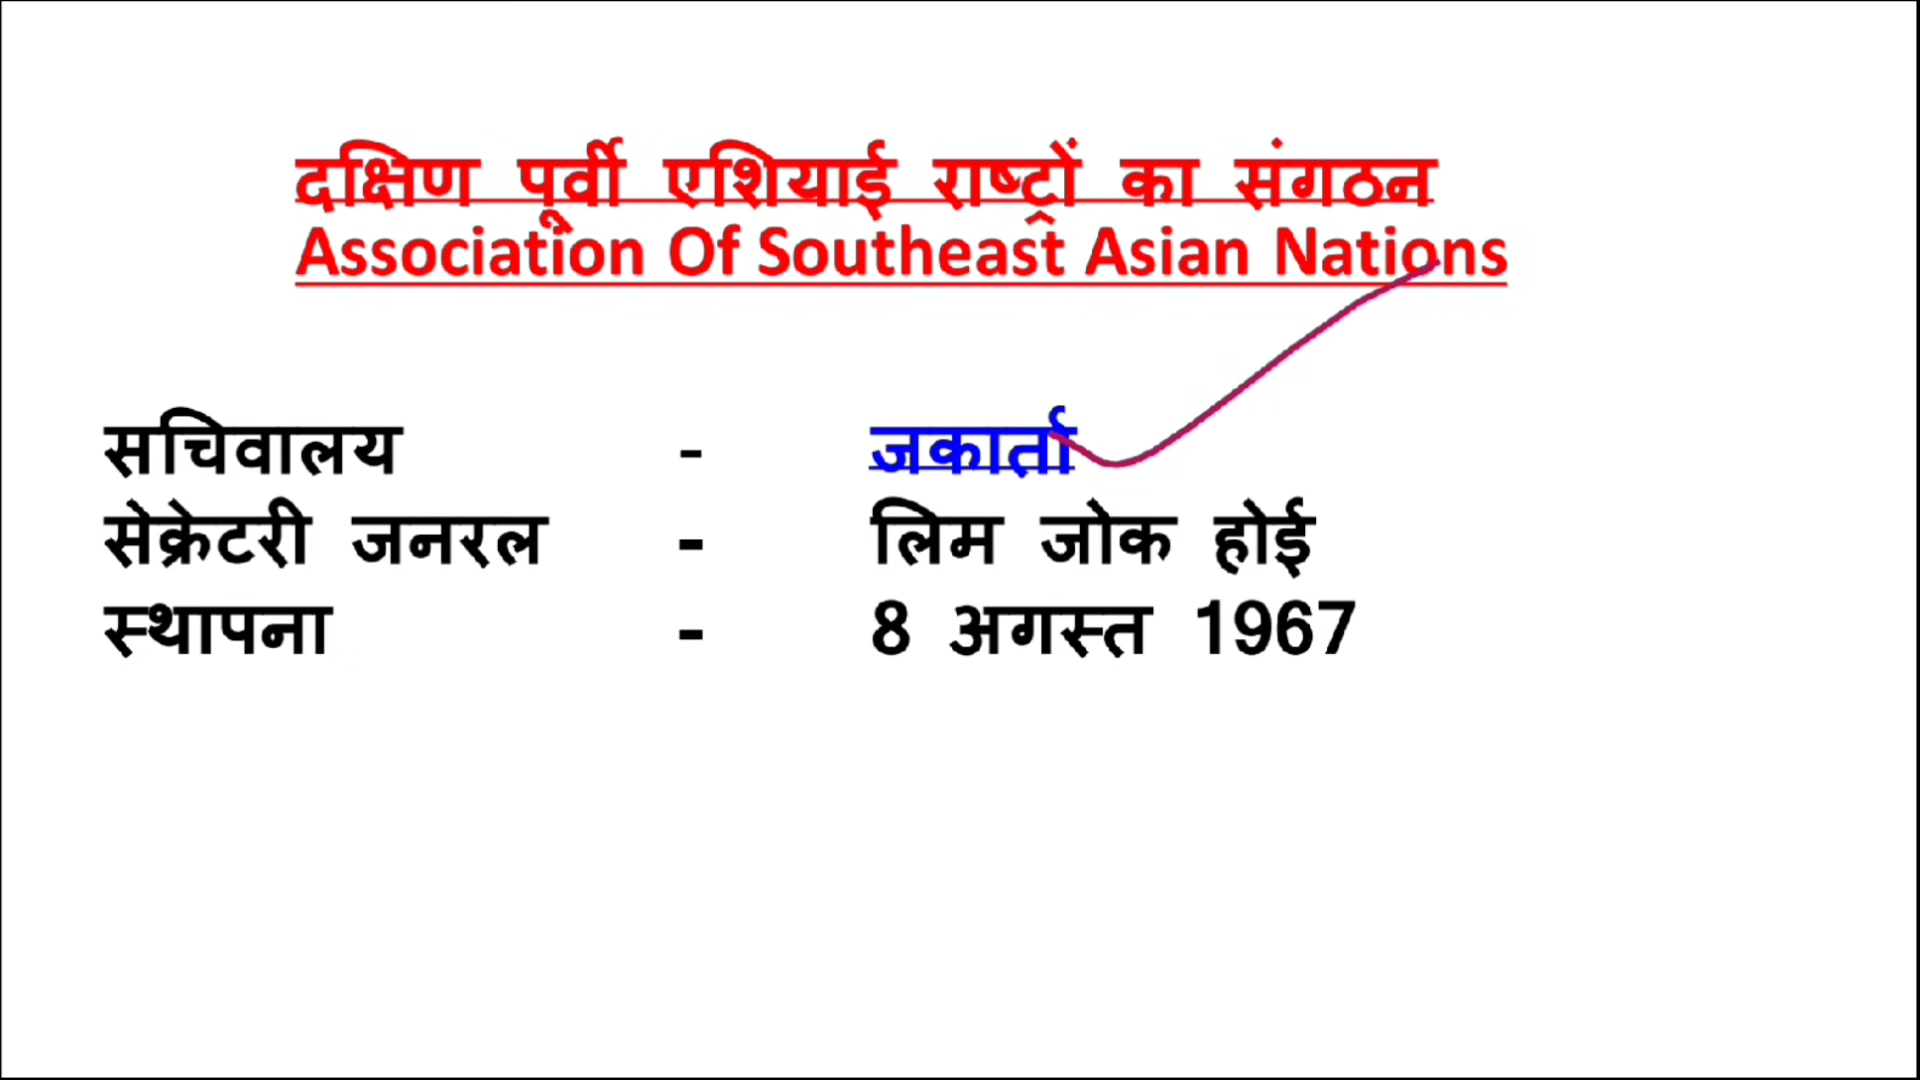 दक्षिण पूर्वी एशियाई राष्ट्रों का संगठन
Association Of Southeast Asian Nations
सचिवालय - जकार्ता
सेक्रेटरी जनरल - लिम जोक होई
स्थापना - 8 अगस्त 1967